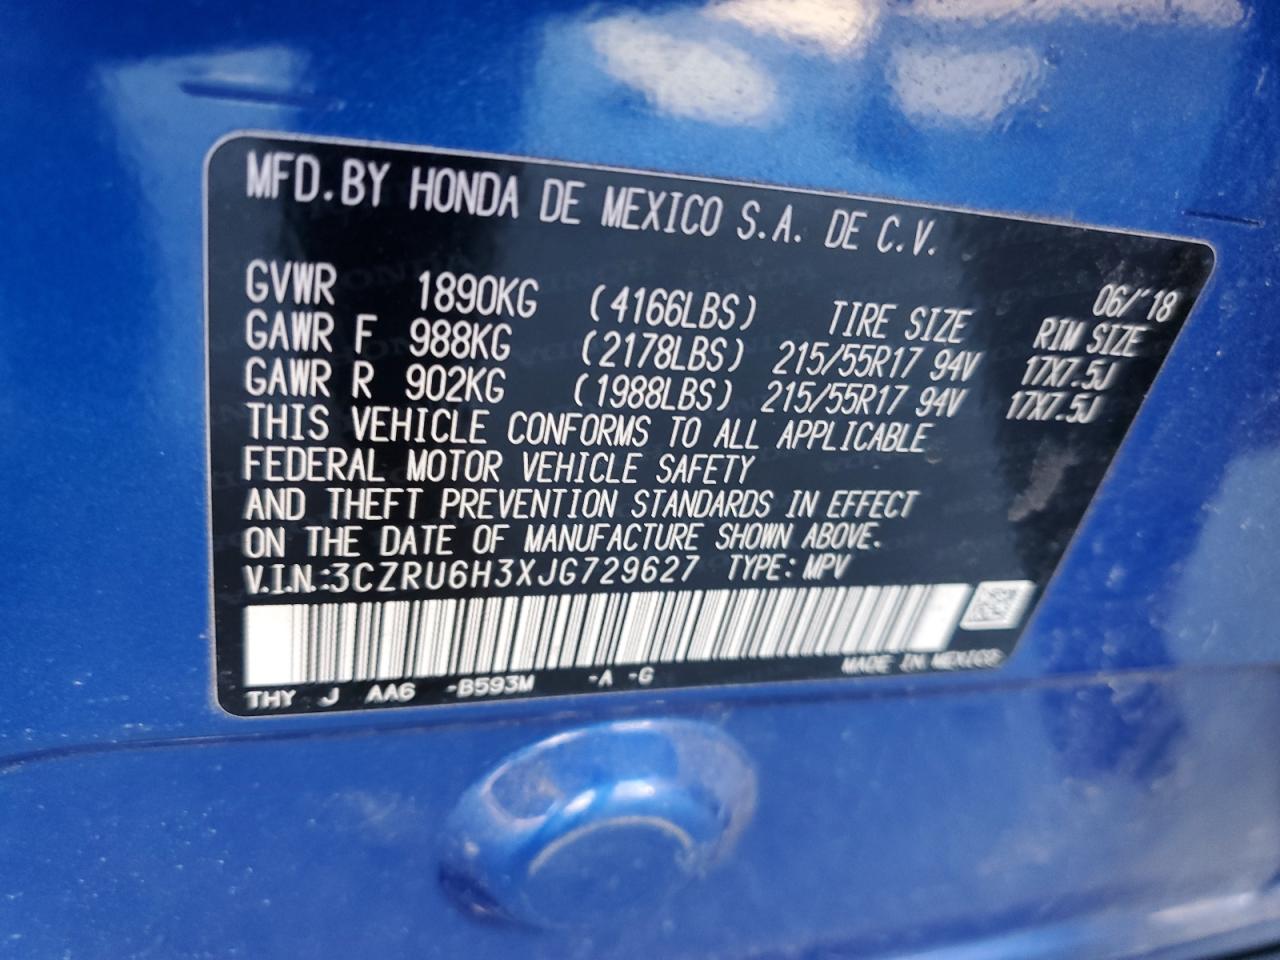 MFD.BY HONDA DE MEXICO S.A. DE C.V.
06/'18
GVWR 1890KG (4166LBS) TIRE SIZE RIM SIZE
GAWR F 988KG (2178LBS) 215/55R17 94V 17X7.5J
GAWR R 902KG (1988LBS) 215/55R17 94V 17X7.5J
THIS VEHICLE CONFORMS TO ALL APPLICABLE
FEDERAL MOTOR VEHICLE SAFETY
AND THEFT PREVENTION STANDARDS IN EFFECT
ON THE DATE OF MANUFACTURE SHOWN ABOVE.
V.I.N.:3CZRU6H3XJG729627 TYPE: MPV
MADE IN MEXICO
THY J AA6 -B593M -A -G